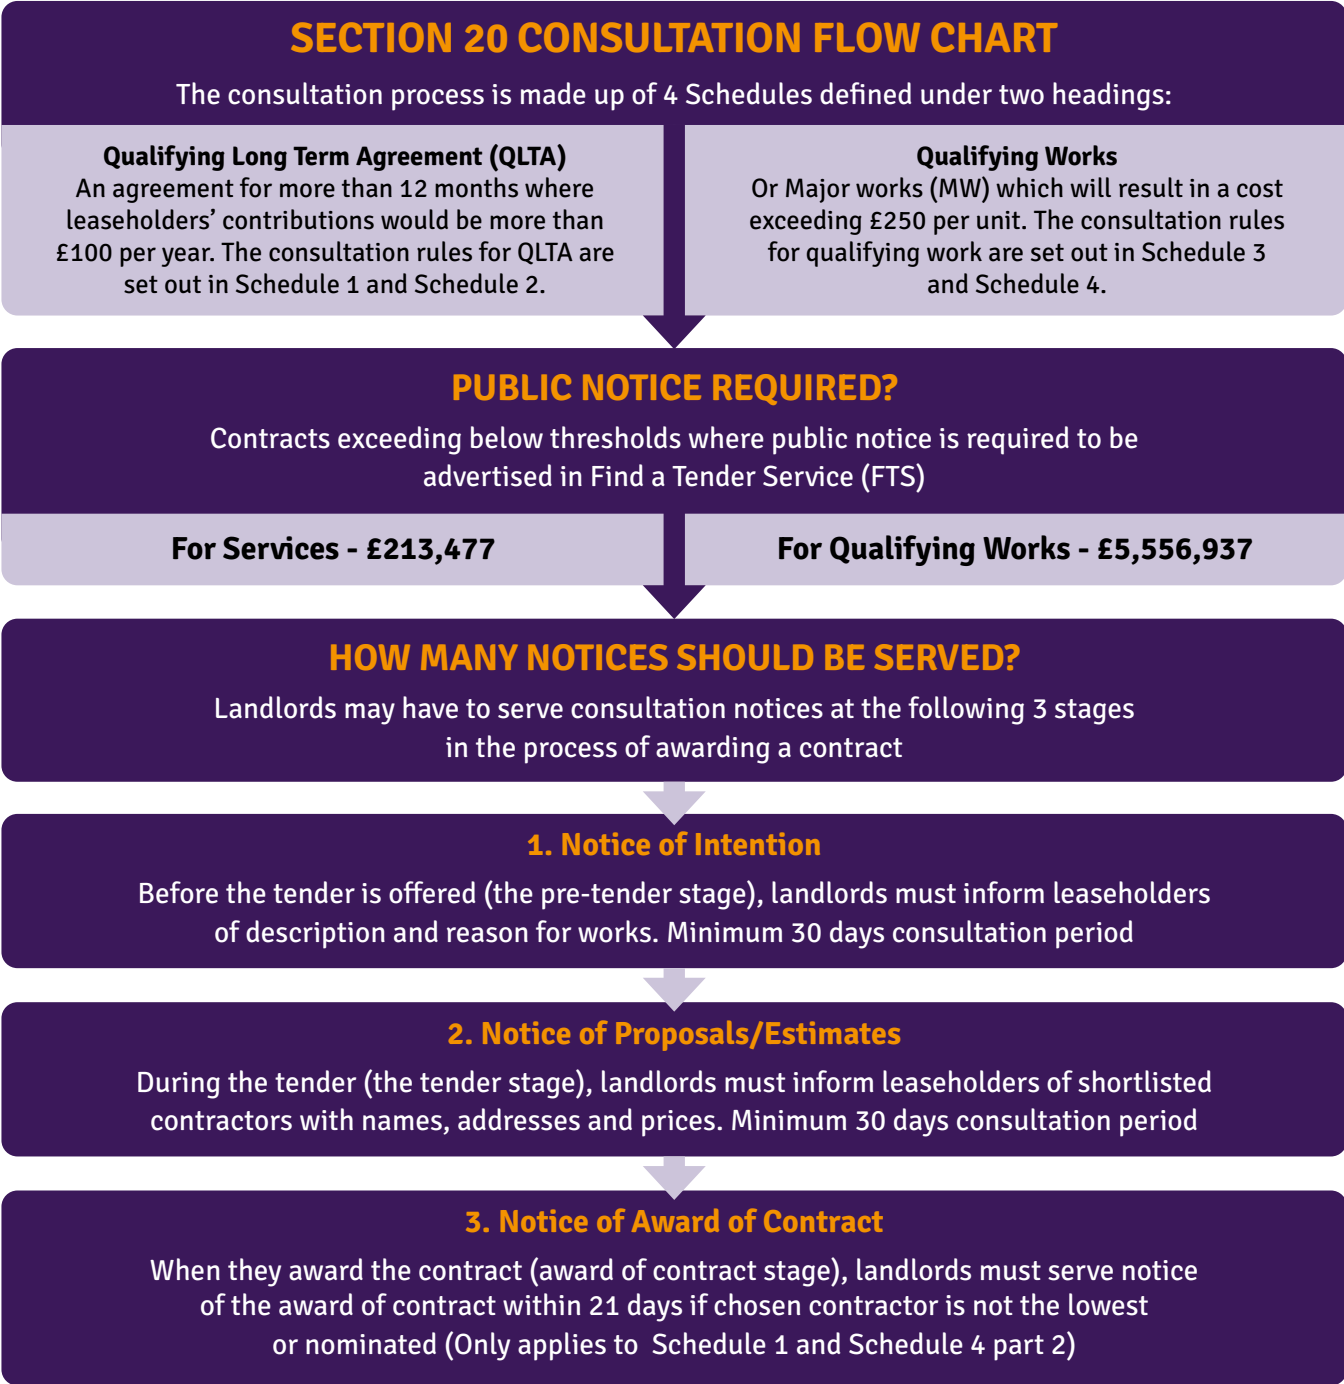 SECTION 20 CONSULTATION FLOW CHART
The consultation process is made up of 4 Schedules defined under two headings:
Qualifying Long Term Agreement (QLTA)
An agreement for more than 12 months where
leaseholders’ contributions would be more than
£100 per year. The consultation rules for QLTA are
set out in Schedule 1 and Schedule 2.
Qualifying Works
Or Major works (MW) which will result in a cost
exceeding £250 per unit. The consultation rules
for qualifying work are set out in Schedule 3
and Schedule 4.
PUBLIC NOTICE REQUIRED?
Contracts exceeding below thresholds where public notice is required to be
advertised in Find a Tender Service (FTS)
For Services - £213,477
For Qualifying Works - £5,556,937
HOW MANY NOTICES SHOULD BE SERVED?
Landlords may have to serve consultation notices at the following 3 stages
in the process of awarding a contract
1. Notice of Intention
Before the tender is offered (the pre-tender stage), landlords must inform leaseholders
of description and reason for works. Minimum 30 days consultation period
2. Notice of Proposals/Estimates
During the tender (the tender stage), landlords must inform leaseholders of shortlisted
contractors with names, addresses and prices. Minimum 30 days consultation period
3. Notice of Award of Contract
When they award the contract (award of contract stage), landlords must serve notice
of the award of contract within 21 days if chosen contractor is not the lowest
or nominated (Only applies to Schedule 1 and Schedule 4 part 2)